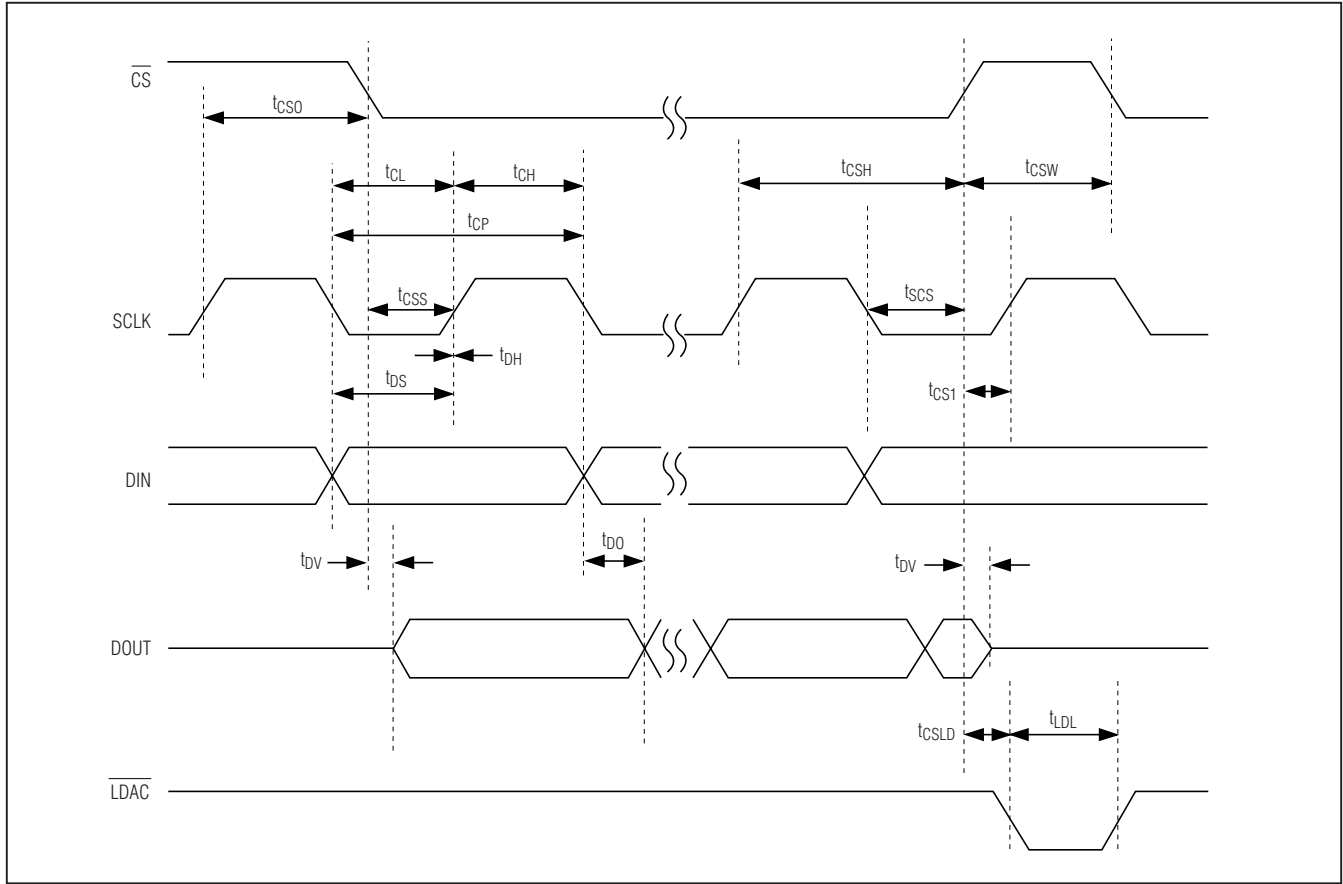 CS
tCSO
tCL
tCH
tCSH
tCSW
tCP
SCLK
tCSS
tSCS
tDH
tDS
tCS1
DIN
tDV
tDO
tDV
DOUT
tCSLD
tLDL
LDAC